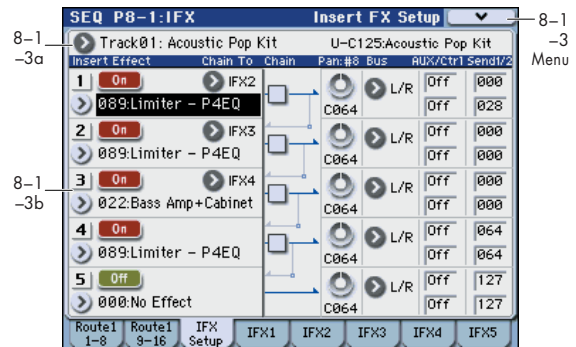 SEQ P8-1:IFX Insert FX Setup
8-1
-3
Menu
8-1
-3a
Track01: Acoustic Pop Kit U-C125:Acoustic Pop Kit
Insert Effect Chain To Chain Pan:#8 Bus AUX/Ctrl Send1/2
1 On IFX2 L/R Off 000
089:Limiter - P4EQ C064 Off 028
2 On IFX3 L/R Off 000
089:Limiter - P4EQ C064 Off 000
8-1
-3b
3 On IFX4 L/R Off 000
022:Bass Amp+Cabinet C064 Off 000
4 On L/R Off 064
089:Limiter - P4EQ C064 Off 064
5 Off L/R Off 127
000:No Effect C064 Off 127
Route1 1-8 Route1 9-16 IFX Setup IFX1 IFX2 IFX3 IFX4 IFX5